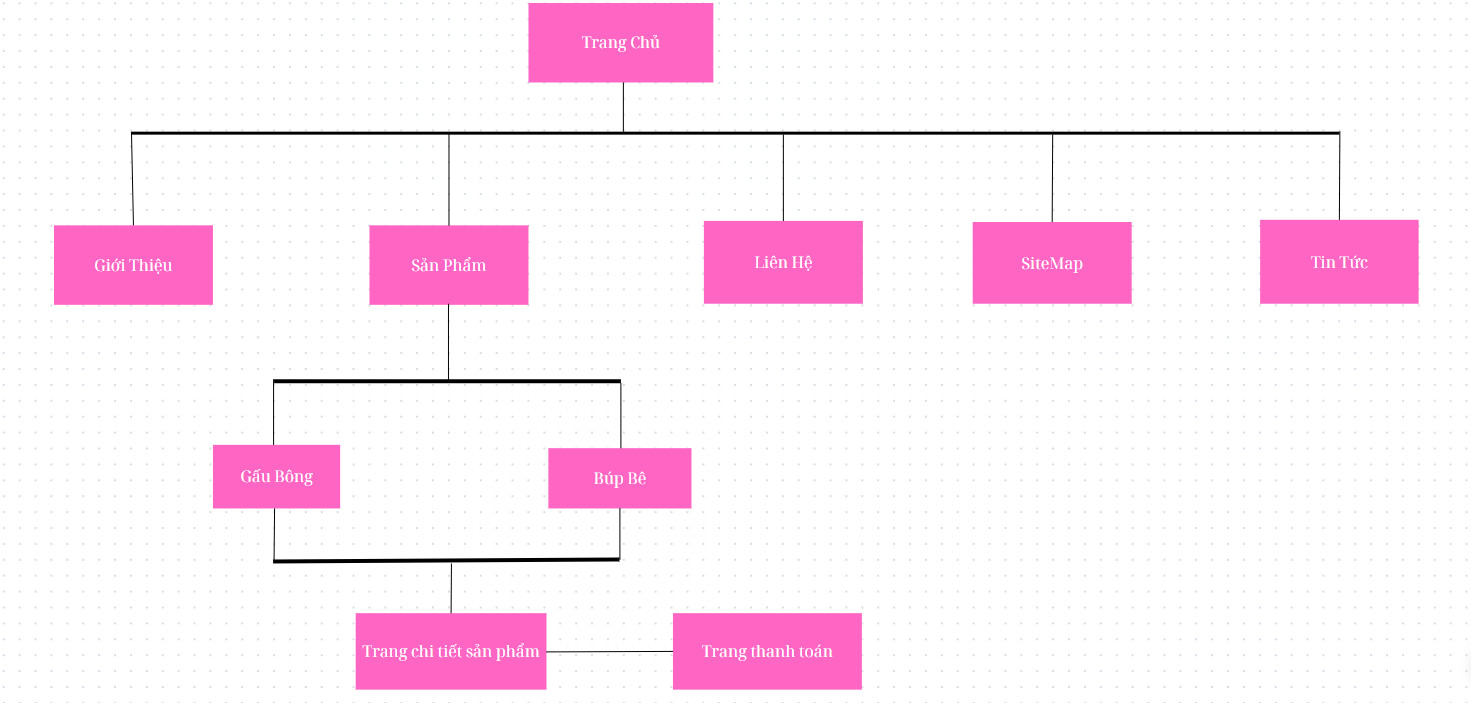 Trang Chủ
Giới Thiệu
Sản Phẩm
Liên Hệ
SiteMap
Tin Tức
Gấu Bông
Búp Bê
Trang chi tiết sản phẩm
Trang thanh toán